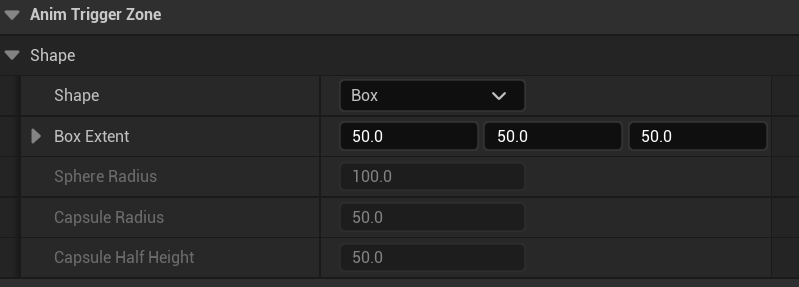 Anim Trigger Zone
Shape
Shape Box
Box Extent 50.0 50.0 50.0
Sphere Radius 100.0
Capsule Radius 50.0
Capsule Half Height 50.0